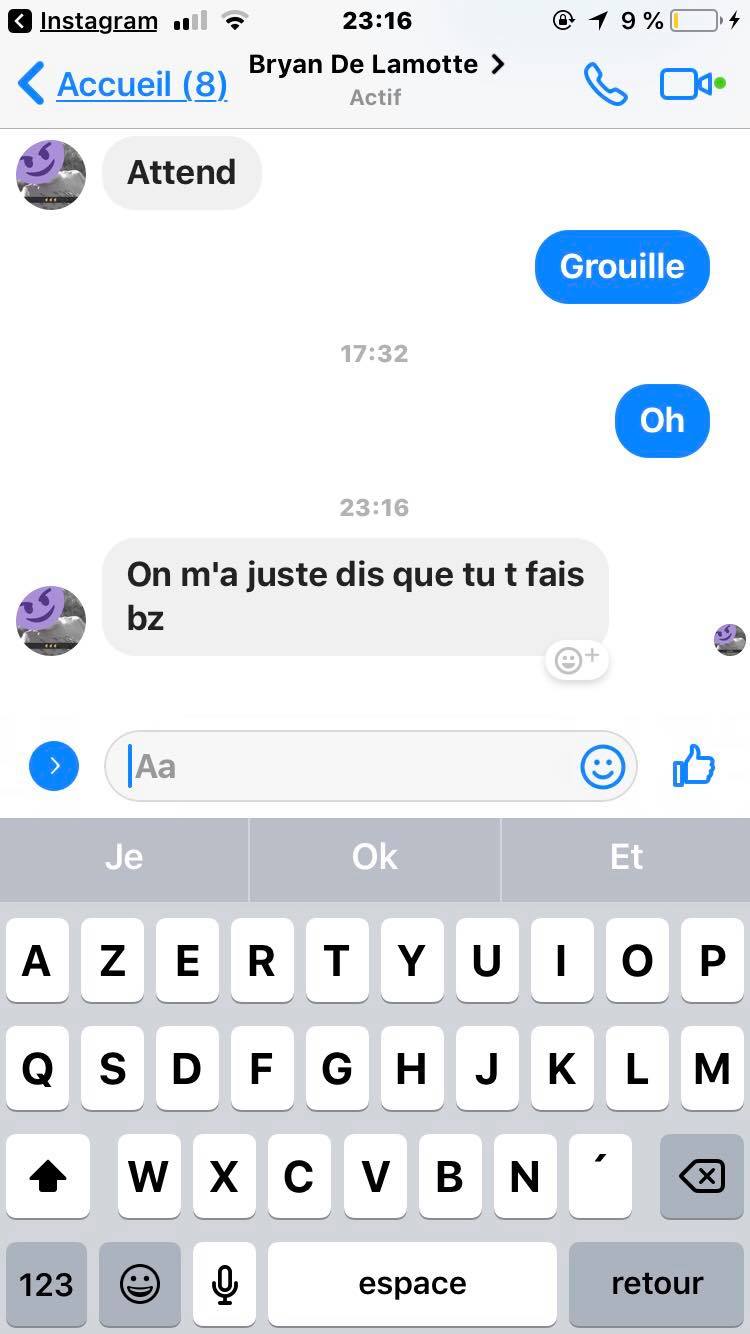 Instagram 23:16 9 %
Accueil (8) Bryan De Lamotte
Actif
Attend
Grouille
17:32
Oh
23:16
On m'a juste dis que tu t fais
bz
Aa
Je Ok Et
A Z E R T Y U I O P
Q S D F G H J K L M
W X C V B N ´
123 espace retour